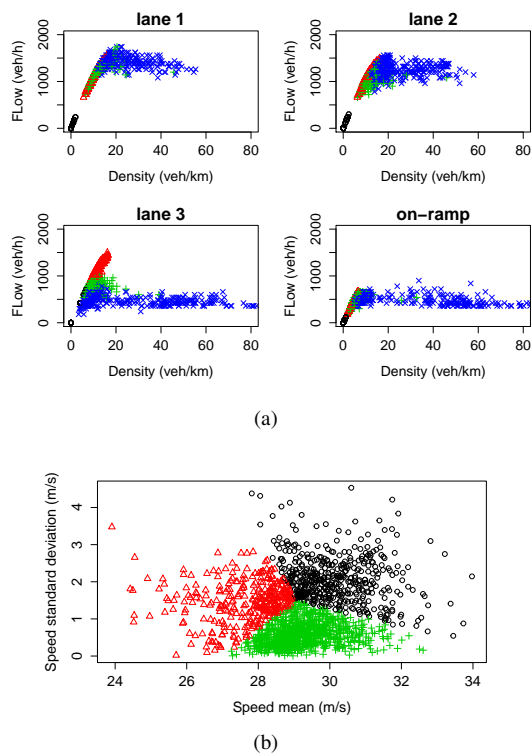 lane 1
lane 2
FLow (veh/h)
0
1000
2000
0
20
40
60
80
Density (veh/km)
FLow (veh/h)
0
1000
2000
0
20
40
60
80
Density (veh/km)
lane 3
on-ramp
FLow (veh/h)
0
1000
2000
0
20
40
60
80
Density (veh/km)
FLow (veh/h)
0
1000
2000
0
20
40
60
80
Density (veh/km)
(a)
Speed standard deviation (m/s)
0
1
2
3
4
24
26
28
30
32
34
Speed mean (m/s)
(b)